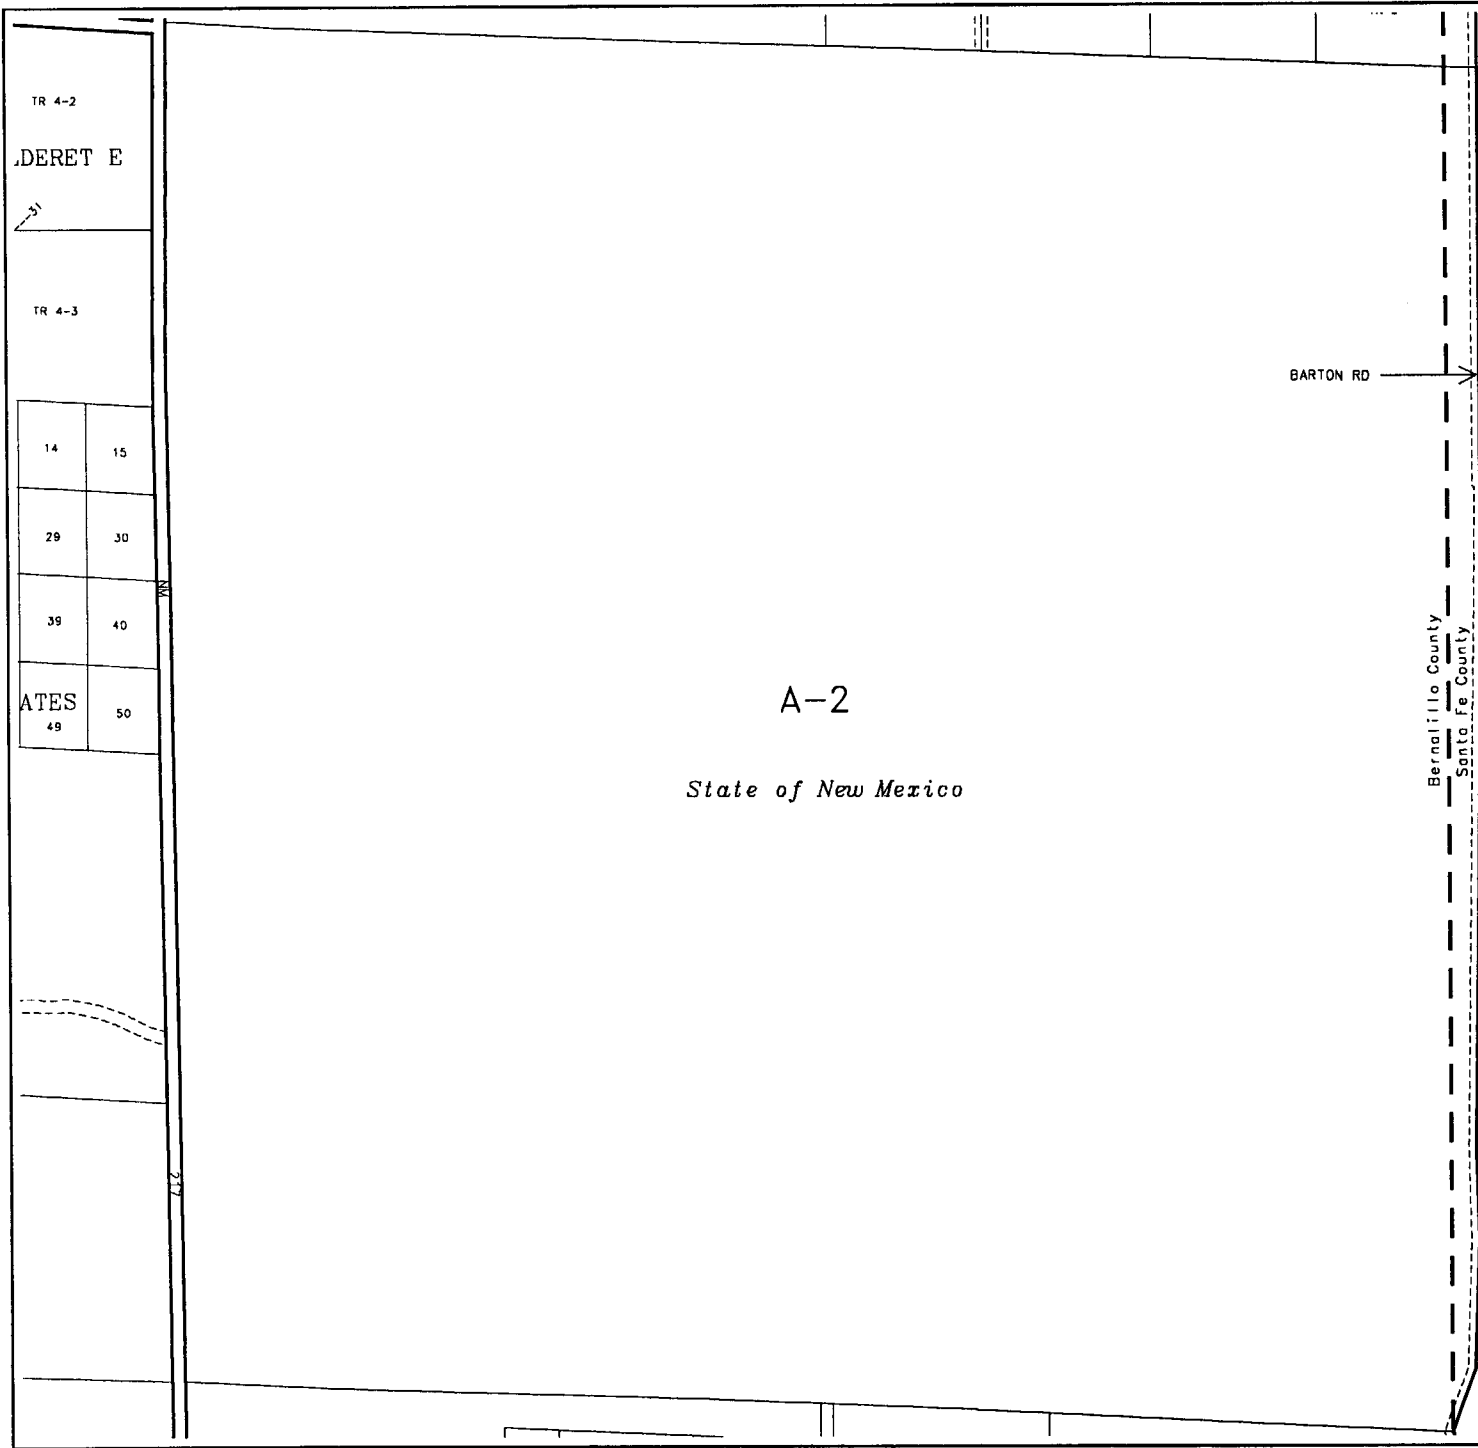 TR 4-2
DERET E
31
TR 4-3
BARTON RD
14 15
29 30
NM
39 40
ATES
49 50
A-2
State of New Mexico
Bernalillo County
Santa Fe County
217